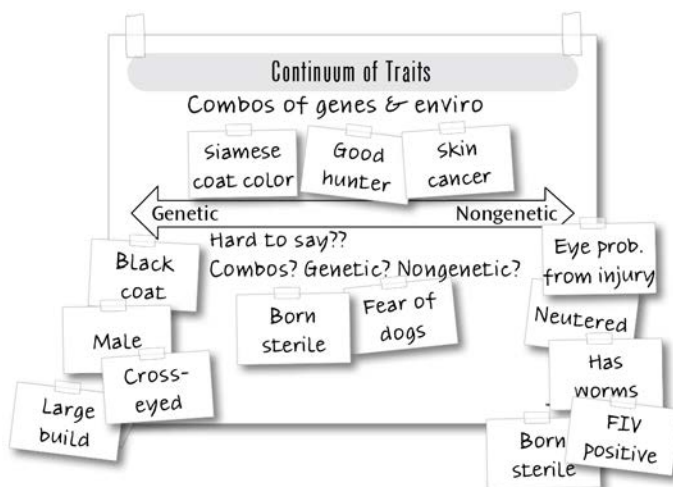 Continuum of Traits
Combos of genes & enviro
Siamese
coat color
Good
hunter
Skin
cancer
Genetic
Nongenetic
Hard to say??
Combos? Genetic? Nongenetic?
Black
coat
Male
Cross-
eyed
Large
build
Born
sterile
Fear of
dogs
Eye prob.
from injury
Neutered
Has
worms
FIV
positive
Born
sterile